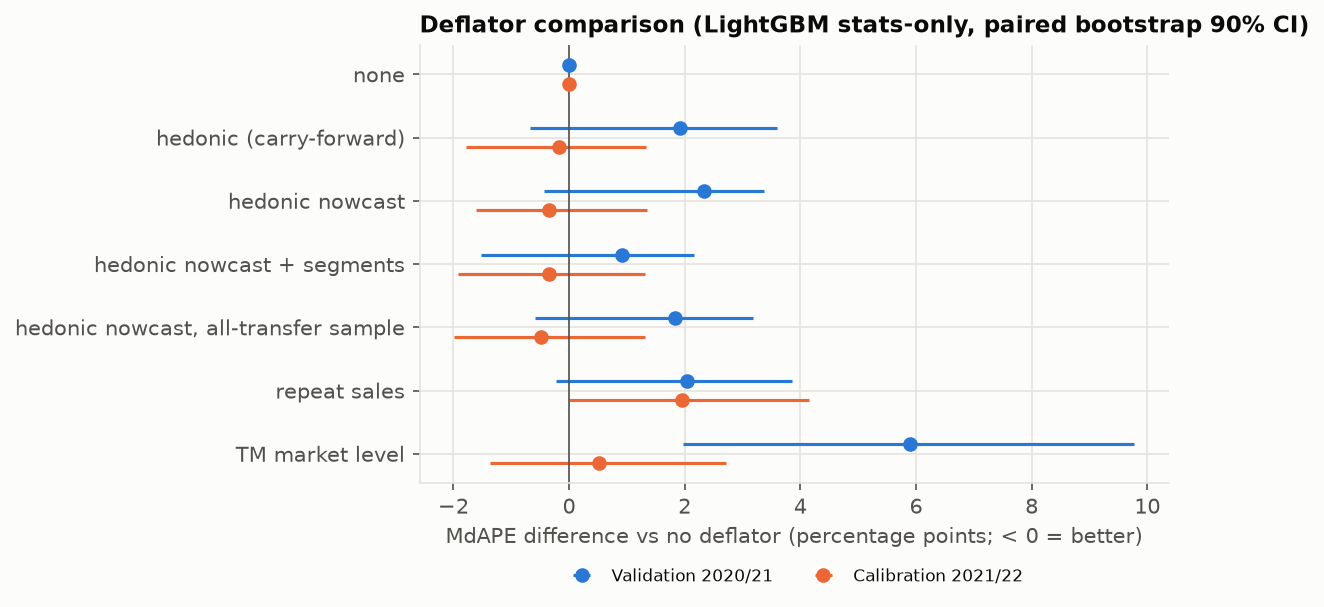 Deflator comparison (LightGBM stats-only, paired bootstrap 90% CI)
none
hedonic (carry-forward)
hedonic nowcast
hedonic nowcast + segments
hedonic nowcast, all-transfer sample
repeat sales
TM market level
−2 0 2 4 6 8 10
MdAPE difference vs no deflator (percentage points; < 0 = better)
Validation 2020/21 Calibration 2021/22